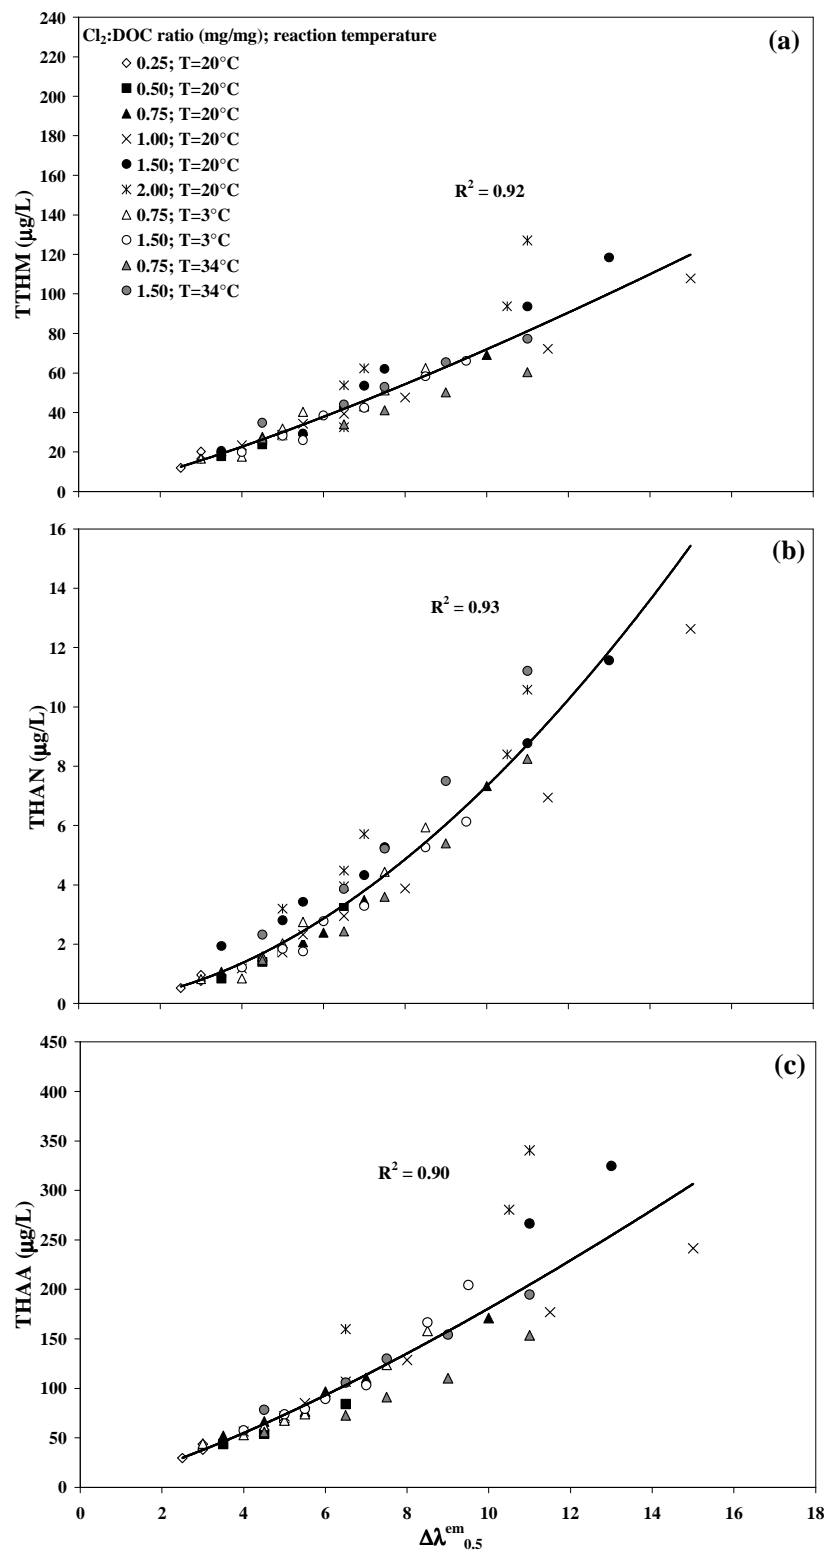 240
220
200
180
160
140
120
100
80
60
40
20
0
TTHM (μg/L)
Cl₂:DOC ratio (mg/mg); reaction temperature
0.25; T=20°C
0.50; T=20°C
0.75; T=20°C
1.00; T=20°C
1.50; T=20°C
2.00; T=20°C
0.75; T=3°C
1.50; T=3°C
0.75; T=34°C
1.50; T=34°C
(a)
R² = 0.92
16
14
12
10
8
6
4
2
0
THAN (μg/L)
(b)
R² = 0.93
450
400
350
300
250
200
150
100
50
0
THAA (μg/L)
(c)
R² = 0.90
0 2 4 6 8 10 12 14 16 18
Δλᵉᵐ₀.₅